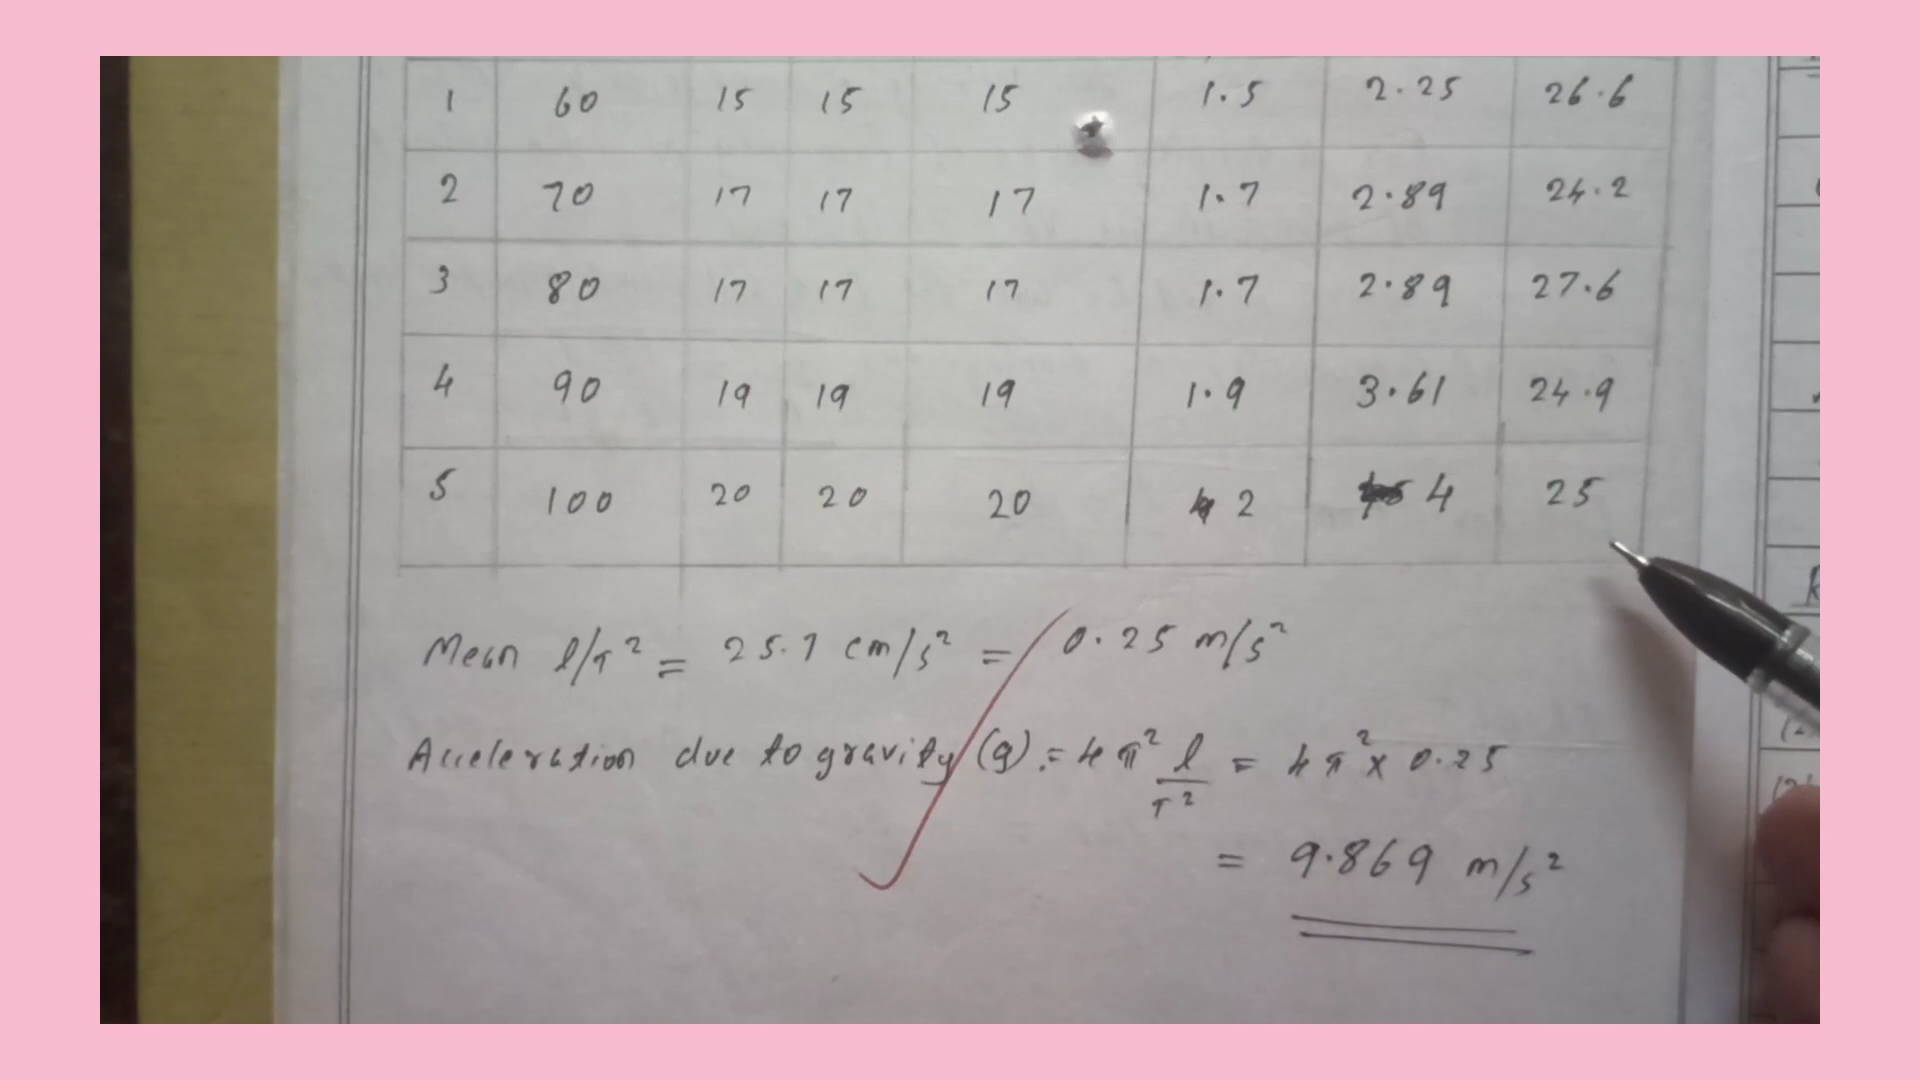 1 60 15 15 15 1.5 2.25 26.6
2 70 17 17 17 1.7 2.89 24.2
3 80 17 17 17 1.7 2.89 27.6
4 90 19 19 19 1.9 3.61 24.9
5 100 20 20 20 2 4 25
Mean l/T² = 25.7 cm/s² = 0.25 m/s²
Acceleration due to gravity (g) = 4π² l/T² = 4π² x 0.25
= 9.869 m/s²